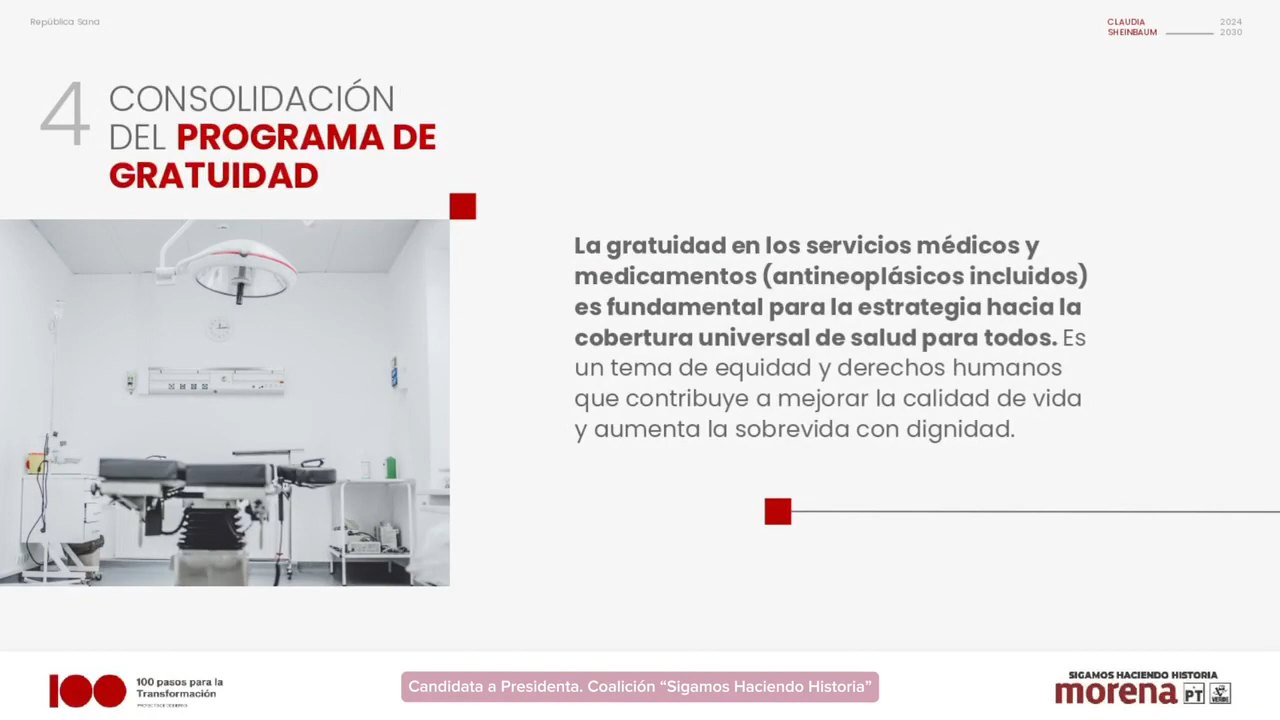 República Sana
CLAUDIA
SHEINBAUM
2024
2030
4
CONSOLIDACIÓN
DEL PROGRAMA DE
GRATUIDAD
La gratuidad en los servicios médicos y
medicamentos (antineoplásicos incluidos)
es fundamental para la estrategia hacia la
cobertura universal de salud para todos. Es
un tema de equidad y derechos humanos
que contribuye a mejorar la calidad de vida
y aumenta la sobrevida con dignidad.
100
100 pasos para la
Transformación
Candidata a Presidenta. Coalición “Sigamos Haciendo Historia”
SIGAMOS HACIENDO HISTORIA
morena PT VERDE